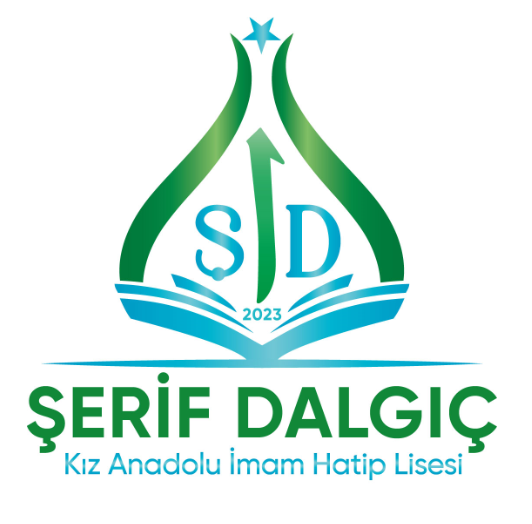 Ş D
2023
ŞERİF DALGIÇ
Kız Anadolu İmam Hatip Lisesi